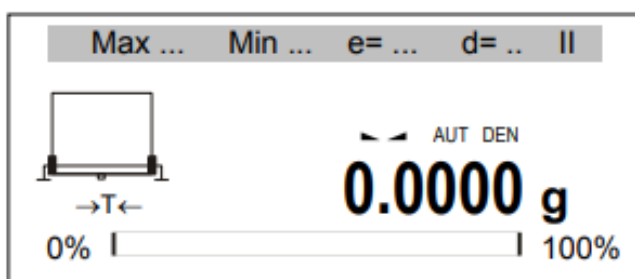 Max ... Min ... e= ... d= .. II
AUT DEN
0.0000 g
→T←
0% 100%